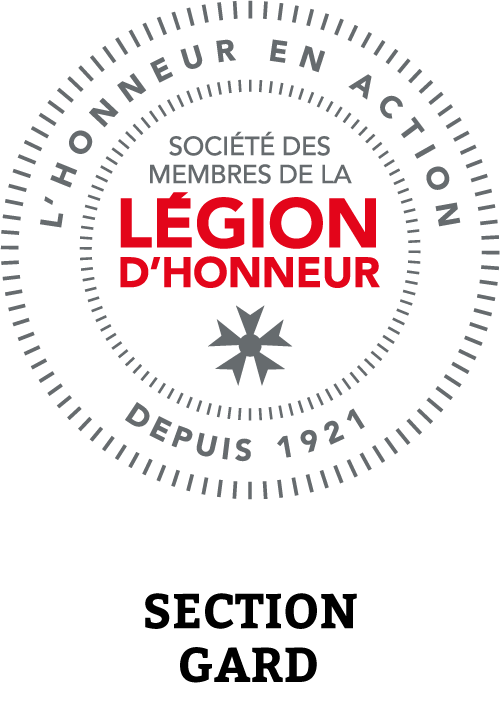 L'HONNEUR EN ACTION
SOCIÉTÉ DES
MEMBRES DE LA
LÉGION
D'HONNEUR
DEPUIS 1921
SECTION
GARD